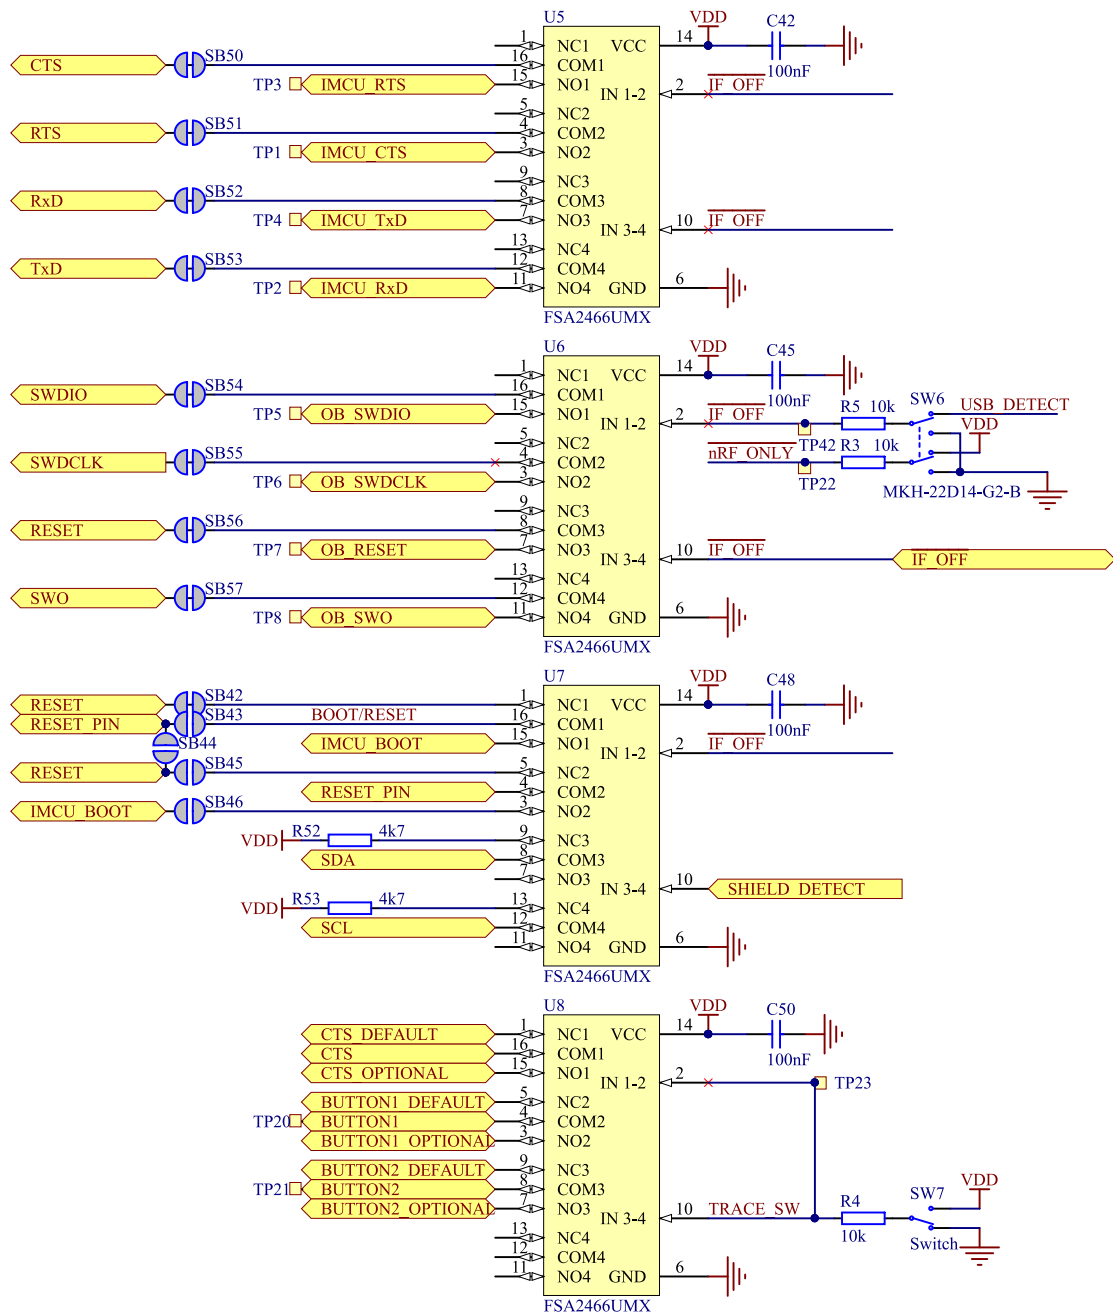 U5
CTS SB50 1 NC1 VCC 14 VDD C42 100nF
16 COM1
TP3 IMCU_RTS 15 NO1 IN 1-2 2 IF_OFF
5 NC2
RTS SB51 4 COM2
TP1 IMCU_CTS 3 NO2
9 NC3
RxD SB52 8 COM3
TP4 IMCU_TxD 7 NO3 IN 3-4 10 IF_OFF
13 NC4
TxD SB53 12 COM4
TP2 IMCU_RxD 11 NO4 GND 6
FSA2466UMX
U6
1 NC1 VCC 14 VDD C45 100nF
SWDIO SB54 16 COM1
TP5 OB_SWDIO 15 NO1 IN 1-2 2 IF_OFF TP42 R5 10k SW6 USB_DETECT
5 NC2 VDD
SWDCLK SB55 4 COM2 nRF_ONLY TP22 R3 10k
TP6 OB_SWDCLK 3 NO2 MKH-22D14-G2-B
9 NC3
RESET SB56 8 COM3
TP7 OB_RESET 7 NO3 IN 3-4 10 IF_OFF IF_OFF
13 NC4
SWO SB57 12 COM4
TP8 OB_SWO 11 NO4 GND 6
FSA2466UMX
U7
RESET SB42 1 NC1 VCC 14 VDD C48 100nF
RESET_PIN SB43 BOOT/RESET 16 COM1
SB44 IMCU_BOOT 15 NO1 IN 1-2 2 IF_OFF
RESET SB45 5 NC2
RESET_PIN 4 COM2
IMCU_BOOT SB46 3 NO2
VDD R52 4k7 9 NC3
SDA 8 COM3
7 NO3 IN 3-4 10 SHIELD_DETECT
VDD R53 4k7 13 NC4
SCL 12 COM4
11 NO4 GND 6
FSA2466UMX
U8
CTS_DEFAULT 1 NC1 VCC 14 VDD C50 100nF
CTS 16 COM1
CTS_OPTIONAL 15 NO1 IN 1-2 2 TP23
BUTTON1_DEFAULT 5 NC2
TP20 BUTTON1 4 COM2
BUTTON1_OPTIONAL 3 NO2
BUTTON2_DEFAULT 9 NC3
TP21 BUTTON2 8 COM3
BUTTON2_OPTIONAL 7 NO3 IN 3-4 10 TRACE_SW R4 10k SW7 VDD
13 NC4 Switch
12 COM4
11 NO4 GND 6
FSA2466UMX